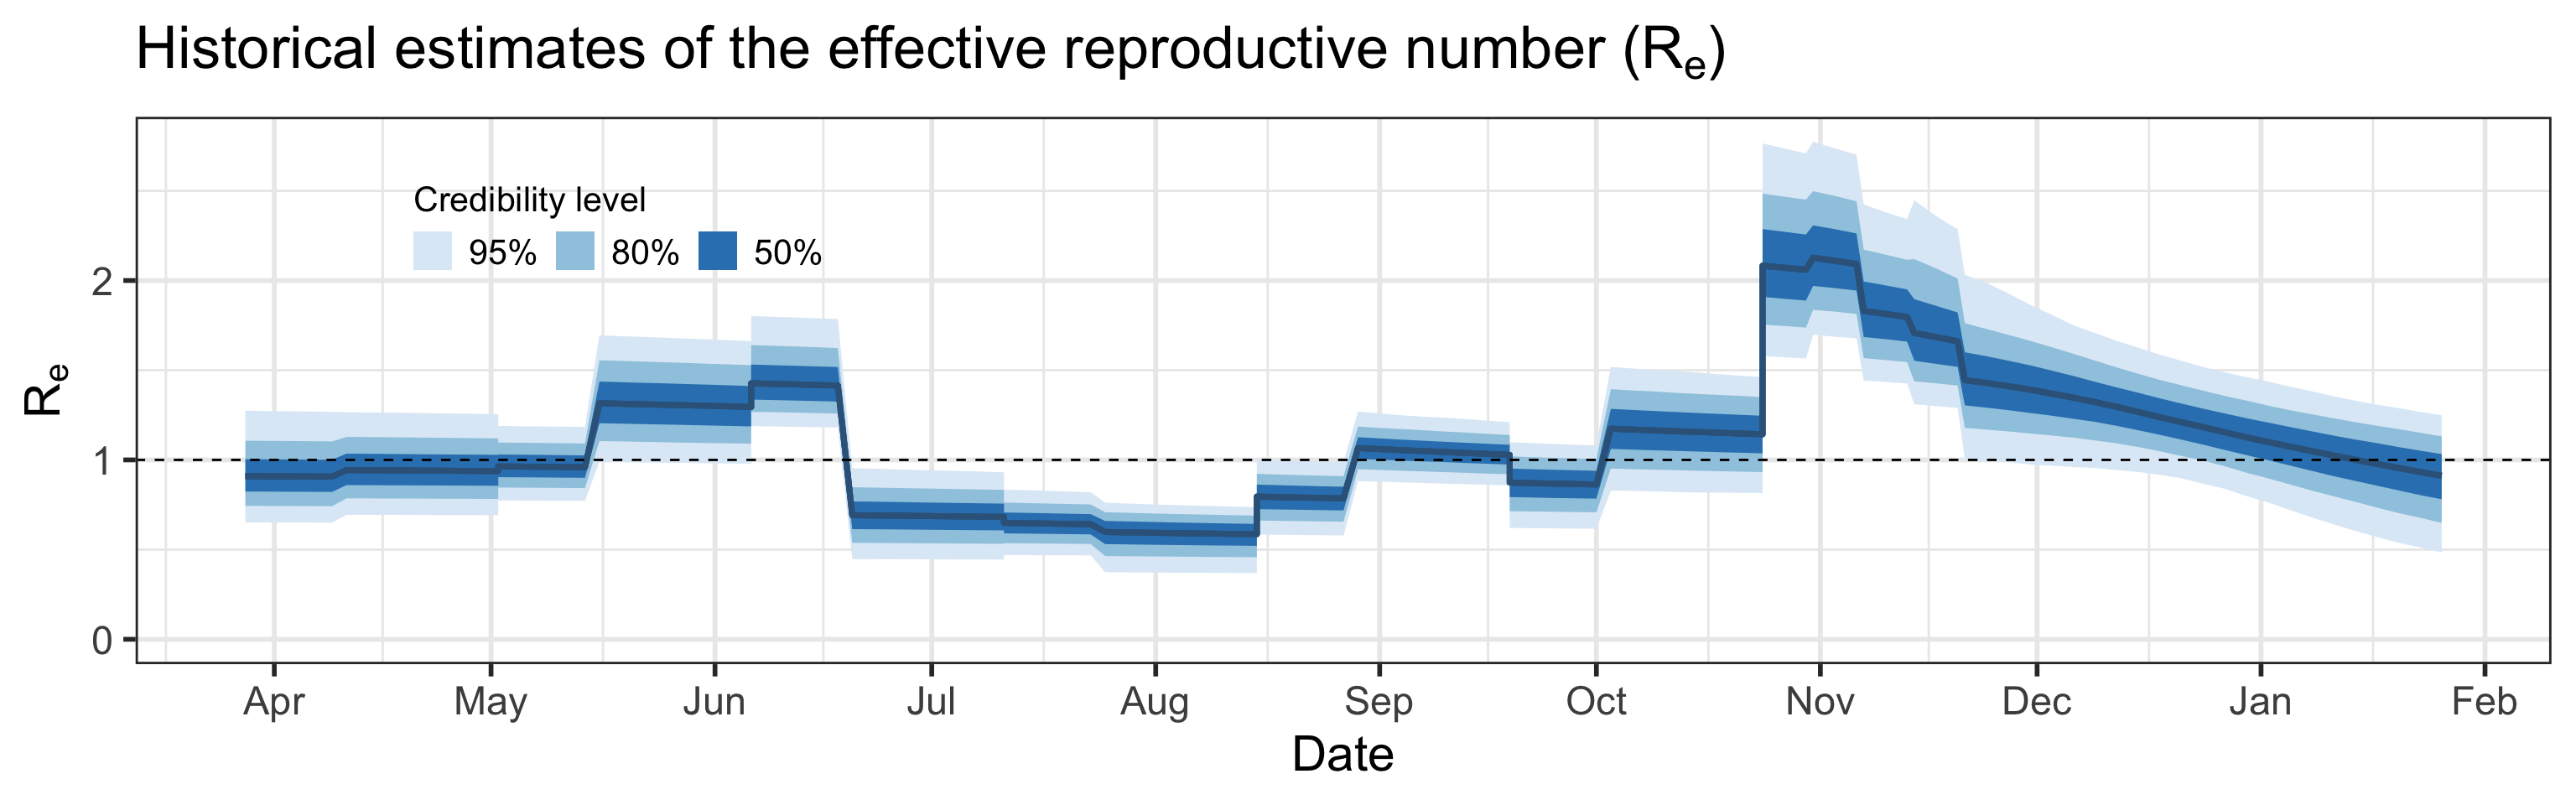 Historical estimates of the effective reproductive number (Re)
Credibility level
95% 80% 50%
2
1
0
Re
Apr May Jun Jul Aug Sep Oct Nov Dec Jan Feb
Date